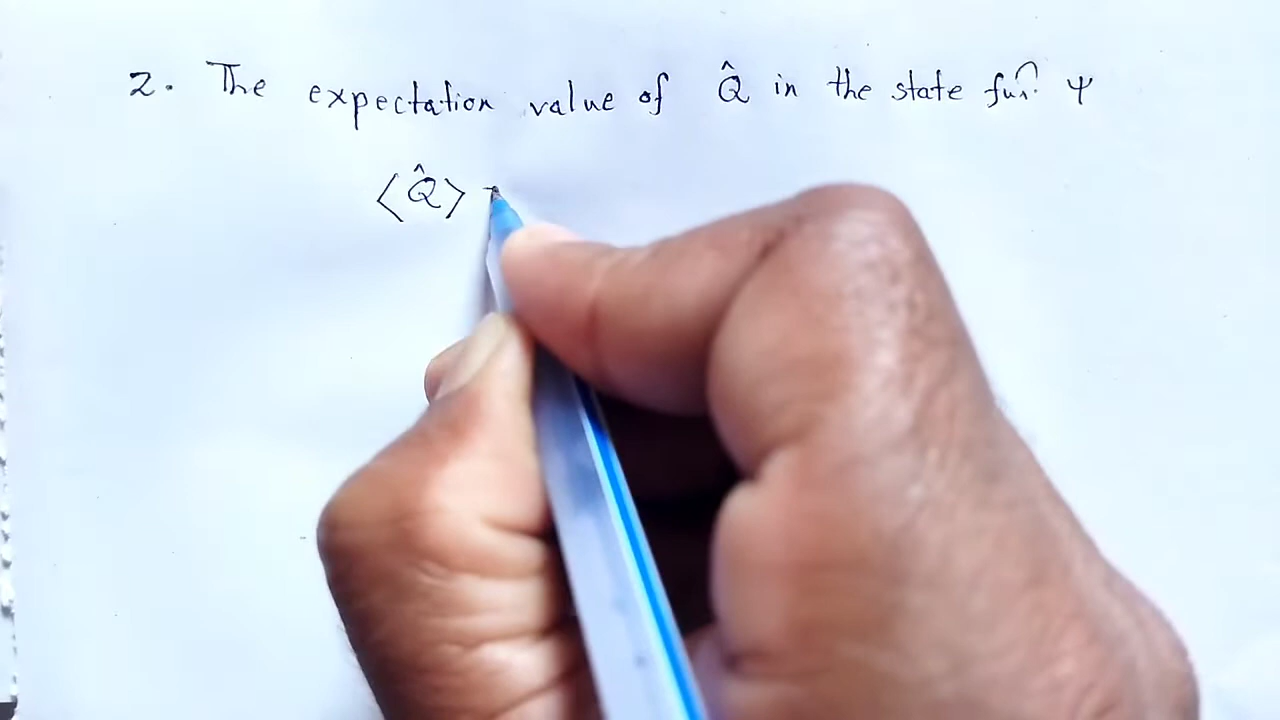 2. The expectation value of Q̂ in the state fun. ψ
⟨Q̂⟩